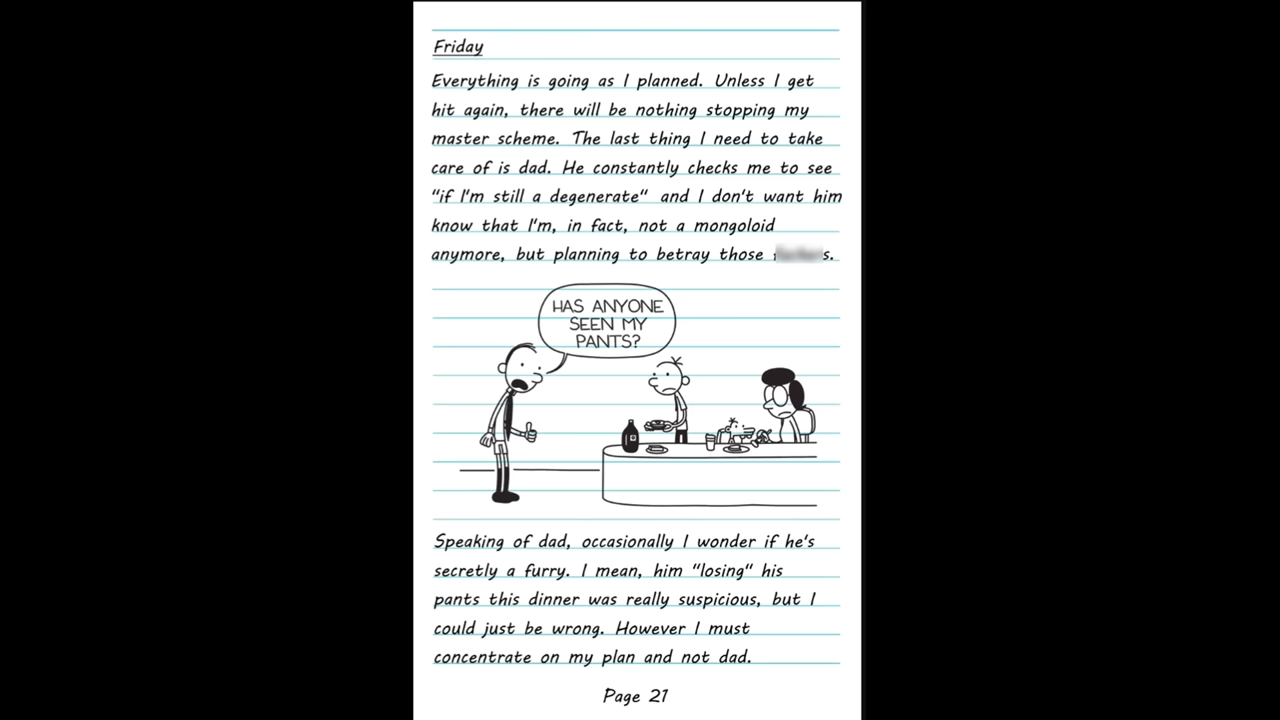 Friday
Everything is going as I planned. Unless I get
hit again, there will be nothing stopping my
master scheme. The last thing I need to take
care of is dad. He constantly checks me to see
"if I'm still a degenerate" and I don't want him
know that I'm, in fact, not a mongoloid
anymore, but planning to betray those
HAS ANYONE
SEEN MY
PANTS?
Speaking of dad, occasionally I wonder if he's
secretly a furry. I mean, him "losing" his
pants this dinner was really suspicious, but I
could just be wrong. However I must
concentrate on my plan and not dad.
Page 21